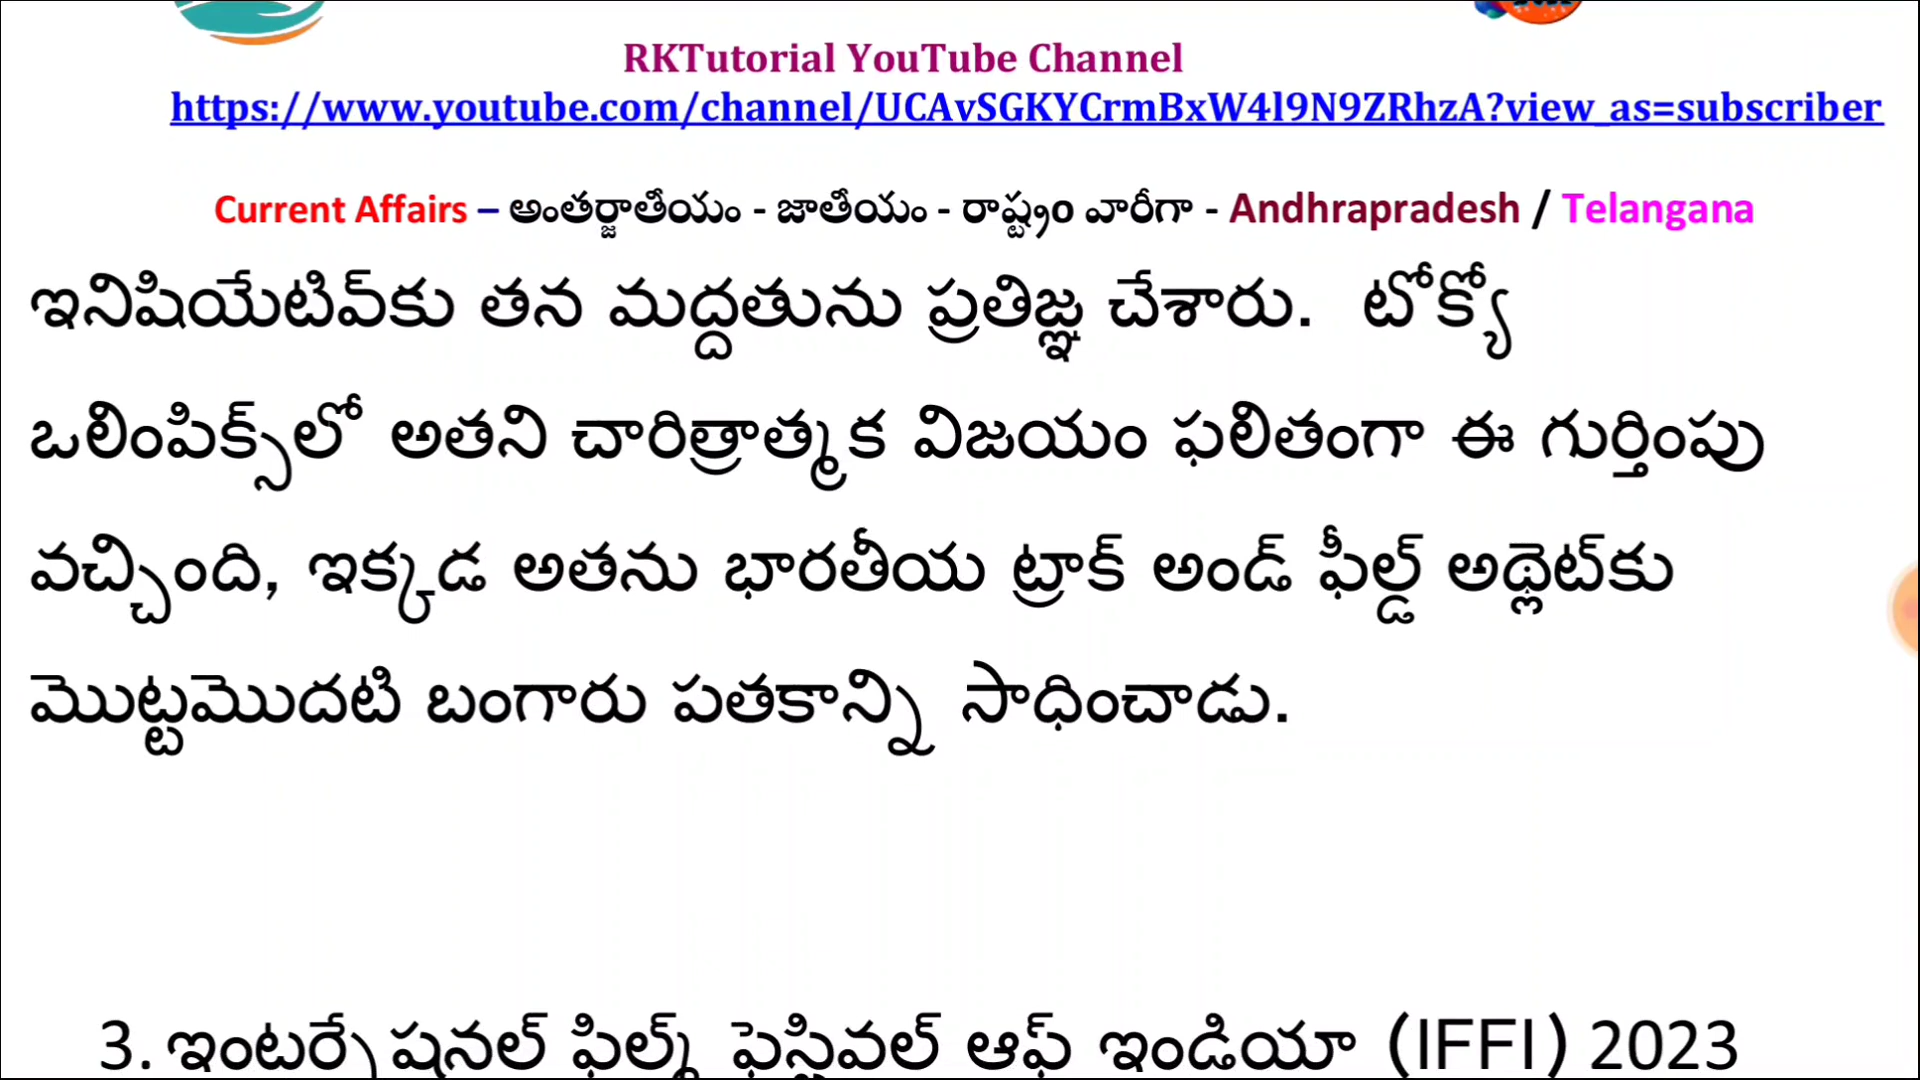 RKTutorial YouTube Channel
https://www.youtube.com/channel/UCAvSGKYCrmBxW4l9N9ZRhzA?view_as=subscriber
Current Affairs – అంతర్జాతీయం - జాతీయం - రాష్ట్రం వారీగా - Andhrapradesh / Telangana
ఇనిషియేటివ్‌కు తన మద్దతును ప్రతిజ్ఞ చేశారు. టోక్యో
ఒలింపిక్స్‌లో అతని చారిత్రాత్మక విజయం ఫలితంగా ఈ గుర్తింపు
వచ్చింది, ఇక్కడ అతను భారతీయ ట్రాక్ అండ్ ఫీల్డ్ అథ్లెట్‌కు
మొట్టమొదటి బంగారు పతకాన్ని సాధించాడు.
3. ఇంటర్నేషనల్ ఫిల్మ్ ఫెస్టివల్ ఆఫ్ ఇండియా (IFFI) 2023